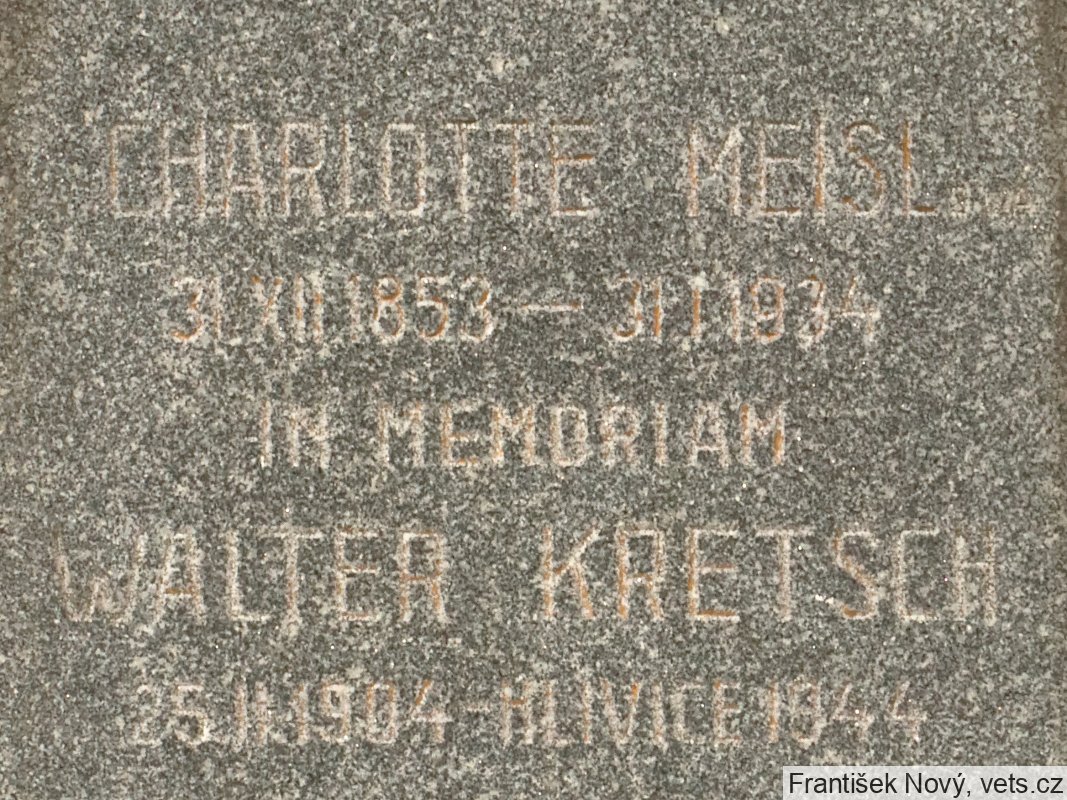 CHARLOTTE MEISL
31.XII.1853 — 31.I.1934
IN MEMORIAM
WALTER KRETSCH
25.II.1904 - HLIVICE 1944
František Nový, vets.cz